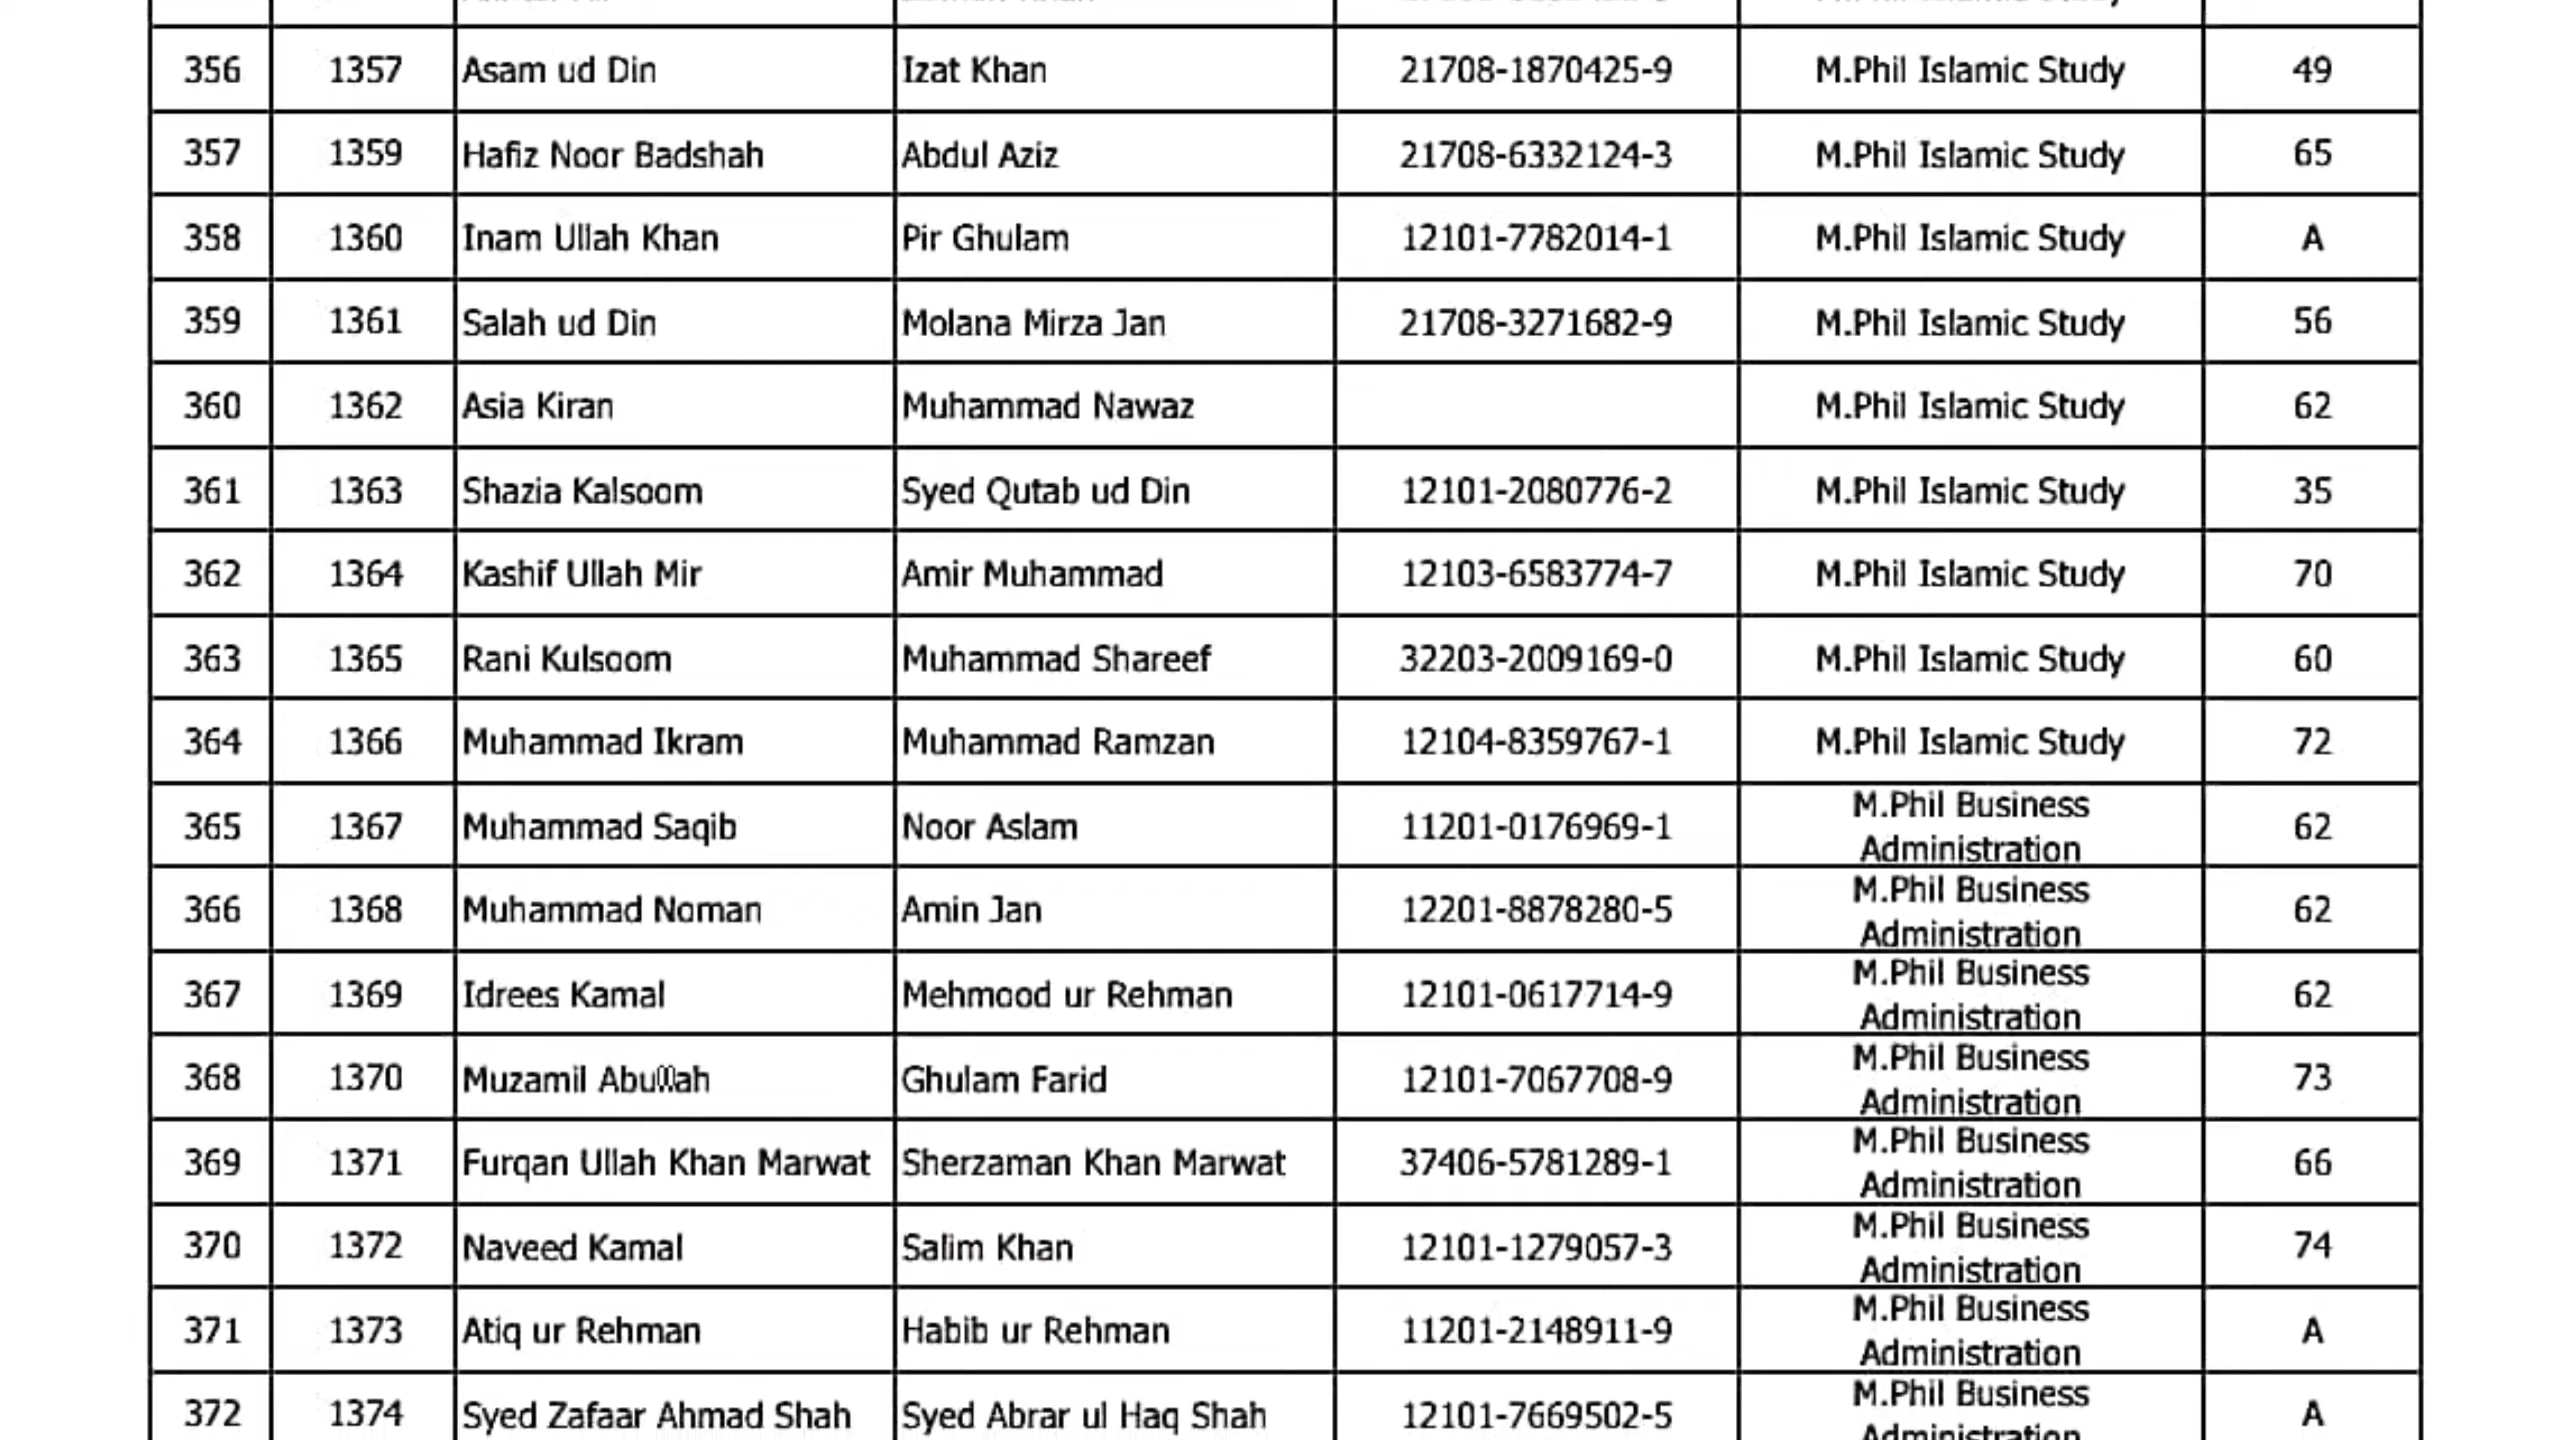 356 1357 Asam ud Din Izat Khan 21708-1870425-9 M.Phil Islamic Study 49
357 1359 Hafiz Noor Badshah Abdul Aziz 21708-6332124-3 M.Phil Islamic Study 65
358 1360 Inam Ullah Khan Pir Ghulam 12101-7782014-1 M.Phil Islamic Study A
359 1361 Salah ud Din Molana Mirza Jan 21708-3271682-9 M.Phil Islamic Study 56
360 1362 Asia Kiran Muhammad Nawaz M.Phil Islamic Study 62
361 1363 Shazia Kalsoom Syed Qutab ud Din 12101-2080776-2 M.Phil Islamic Study 35
362 1364 Kashif Ullah Mir Amir Muhammad 12103-6583774-7 M.Phil Islamic Study 70
363 1365 Rani Kulsoom Muhammad Shareef 32203-2009169-0 M.Phil Islamic Study 60
364 1366 Muhammad Ikram Muhammad Ramzan 12104-8359767-1 M.Phil Islamic Study 72
365 1367 Muhammad Saqib Noor Aslam 11201-0176969-1 M.Phil Business
Administration 62
366 1368 Muhammad Noman Amin Jan 12201-8878280-5 M.Phil Business
Administration 62
367 1369 Idrees Kamal Mehmood ur Rehman 12101-0617714-9 M.Phil Business
Administration 62
368 1370 Muzamil Abullah Ghulam Farid 12101-7067708-9 M.Phil Business
Administration 73
369 1371 Furqan Ullah Khan Marwat Sherzaman Khan Marwat 37406-5781289-1 M.Phil Business
Administration 66
370 1372 Naveed Kamal Salim Khan 12101-1279057-3 M.Phil Business
Administration 74
371 1373 Atiq ur Rehman Habib ur Rehman 11201-2148911-9 M.Phil Business
Administration A
372 1374 Syed Zafaar Ahmad Shah Syed Abrar ul Haq Shah 12101-7669502-5 M.Phil Business
Administration A